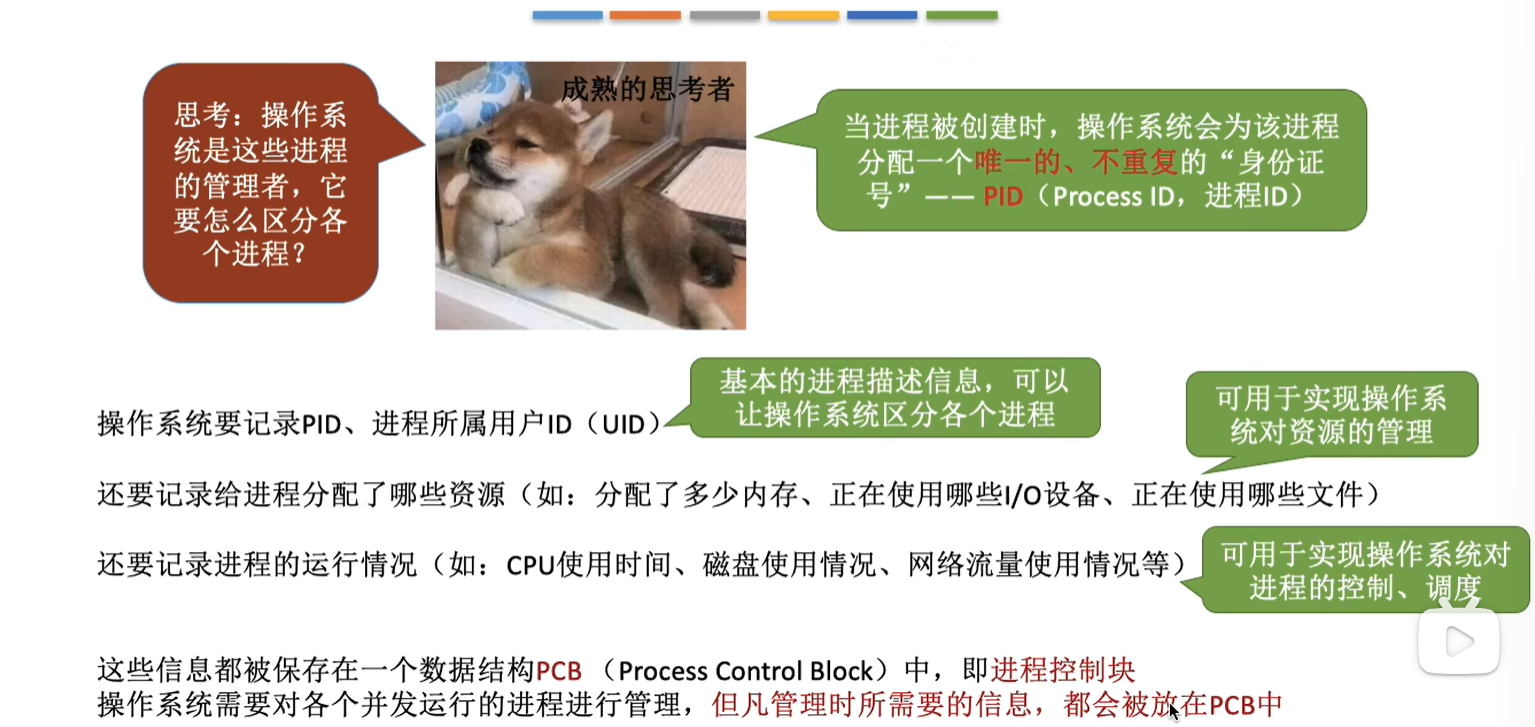 思考：操作系
统是这些进程
的管理者，它
要怎么区分各
个进程？
成熟的思考者
当进程被创建时，操作系统会为该进程
分配一个唯一的、不重复的“身份证
号”—— PID（Process ID，进程ID）
基本的进程描述信息，可以
让操作系统区分各个进程
操作系统要记录PID、进程所属用户ID（UID）
可用于实现操作系
统对资源的管理
还要记录给进程分配了哪些资源（如：分配了多少内存、正在使用哪些I/O设备、正在使用哪些文件）
还要记录进程的运行情况（如：CPU使用时间、磁盘使用情况、网络流量使用情况等）
可用于实现操作系统对
进程的控制、调度
这些信息都被保存在一个数据结构PCB （Process Control Block）中，即进程控制块
操作系统需要对各个并发运行的进程进行管理，但凡管理时所需要的信息，都会被放在PCB中